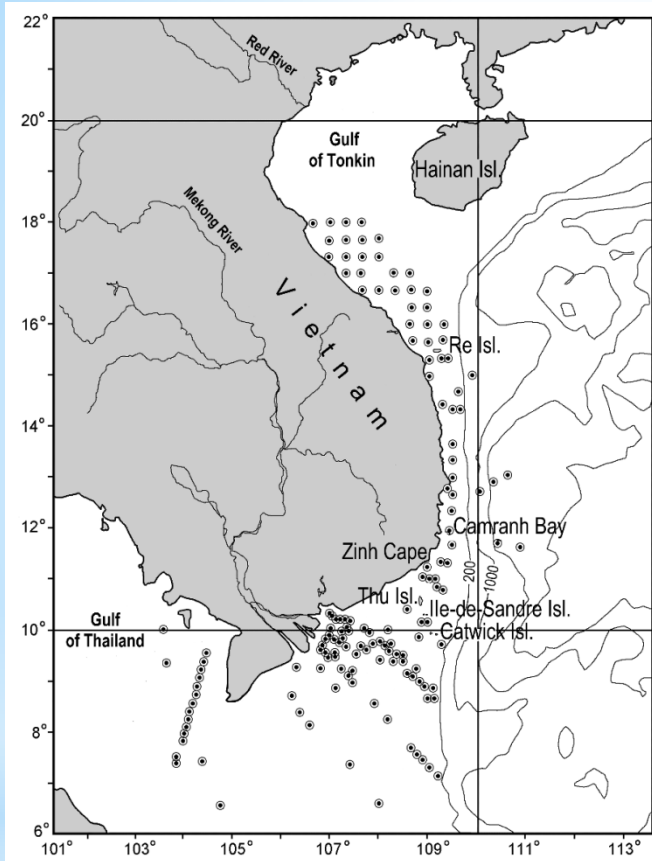 22°
Red River
20°
Gulf
of Tonkin
Hainan Isl.
18°
Mekong River
Vietnam
16°
Re Isl.
14°
12°
Camranh Bay
Zinh Cape
200
1000
Thu Isl.
Ile-de-Sandre Isl.
Gulf
of Thailand
10°
Catwick Isl.
8°
6°
101° 103° 105° 107° 109° 111° 113°